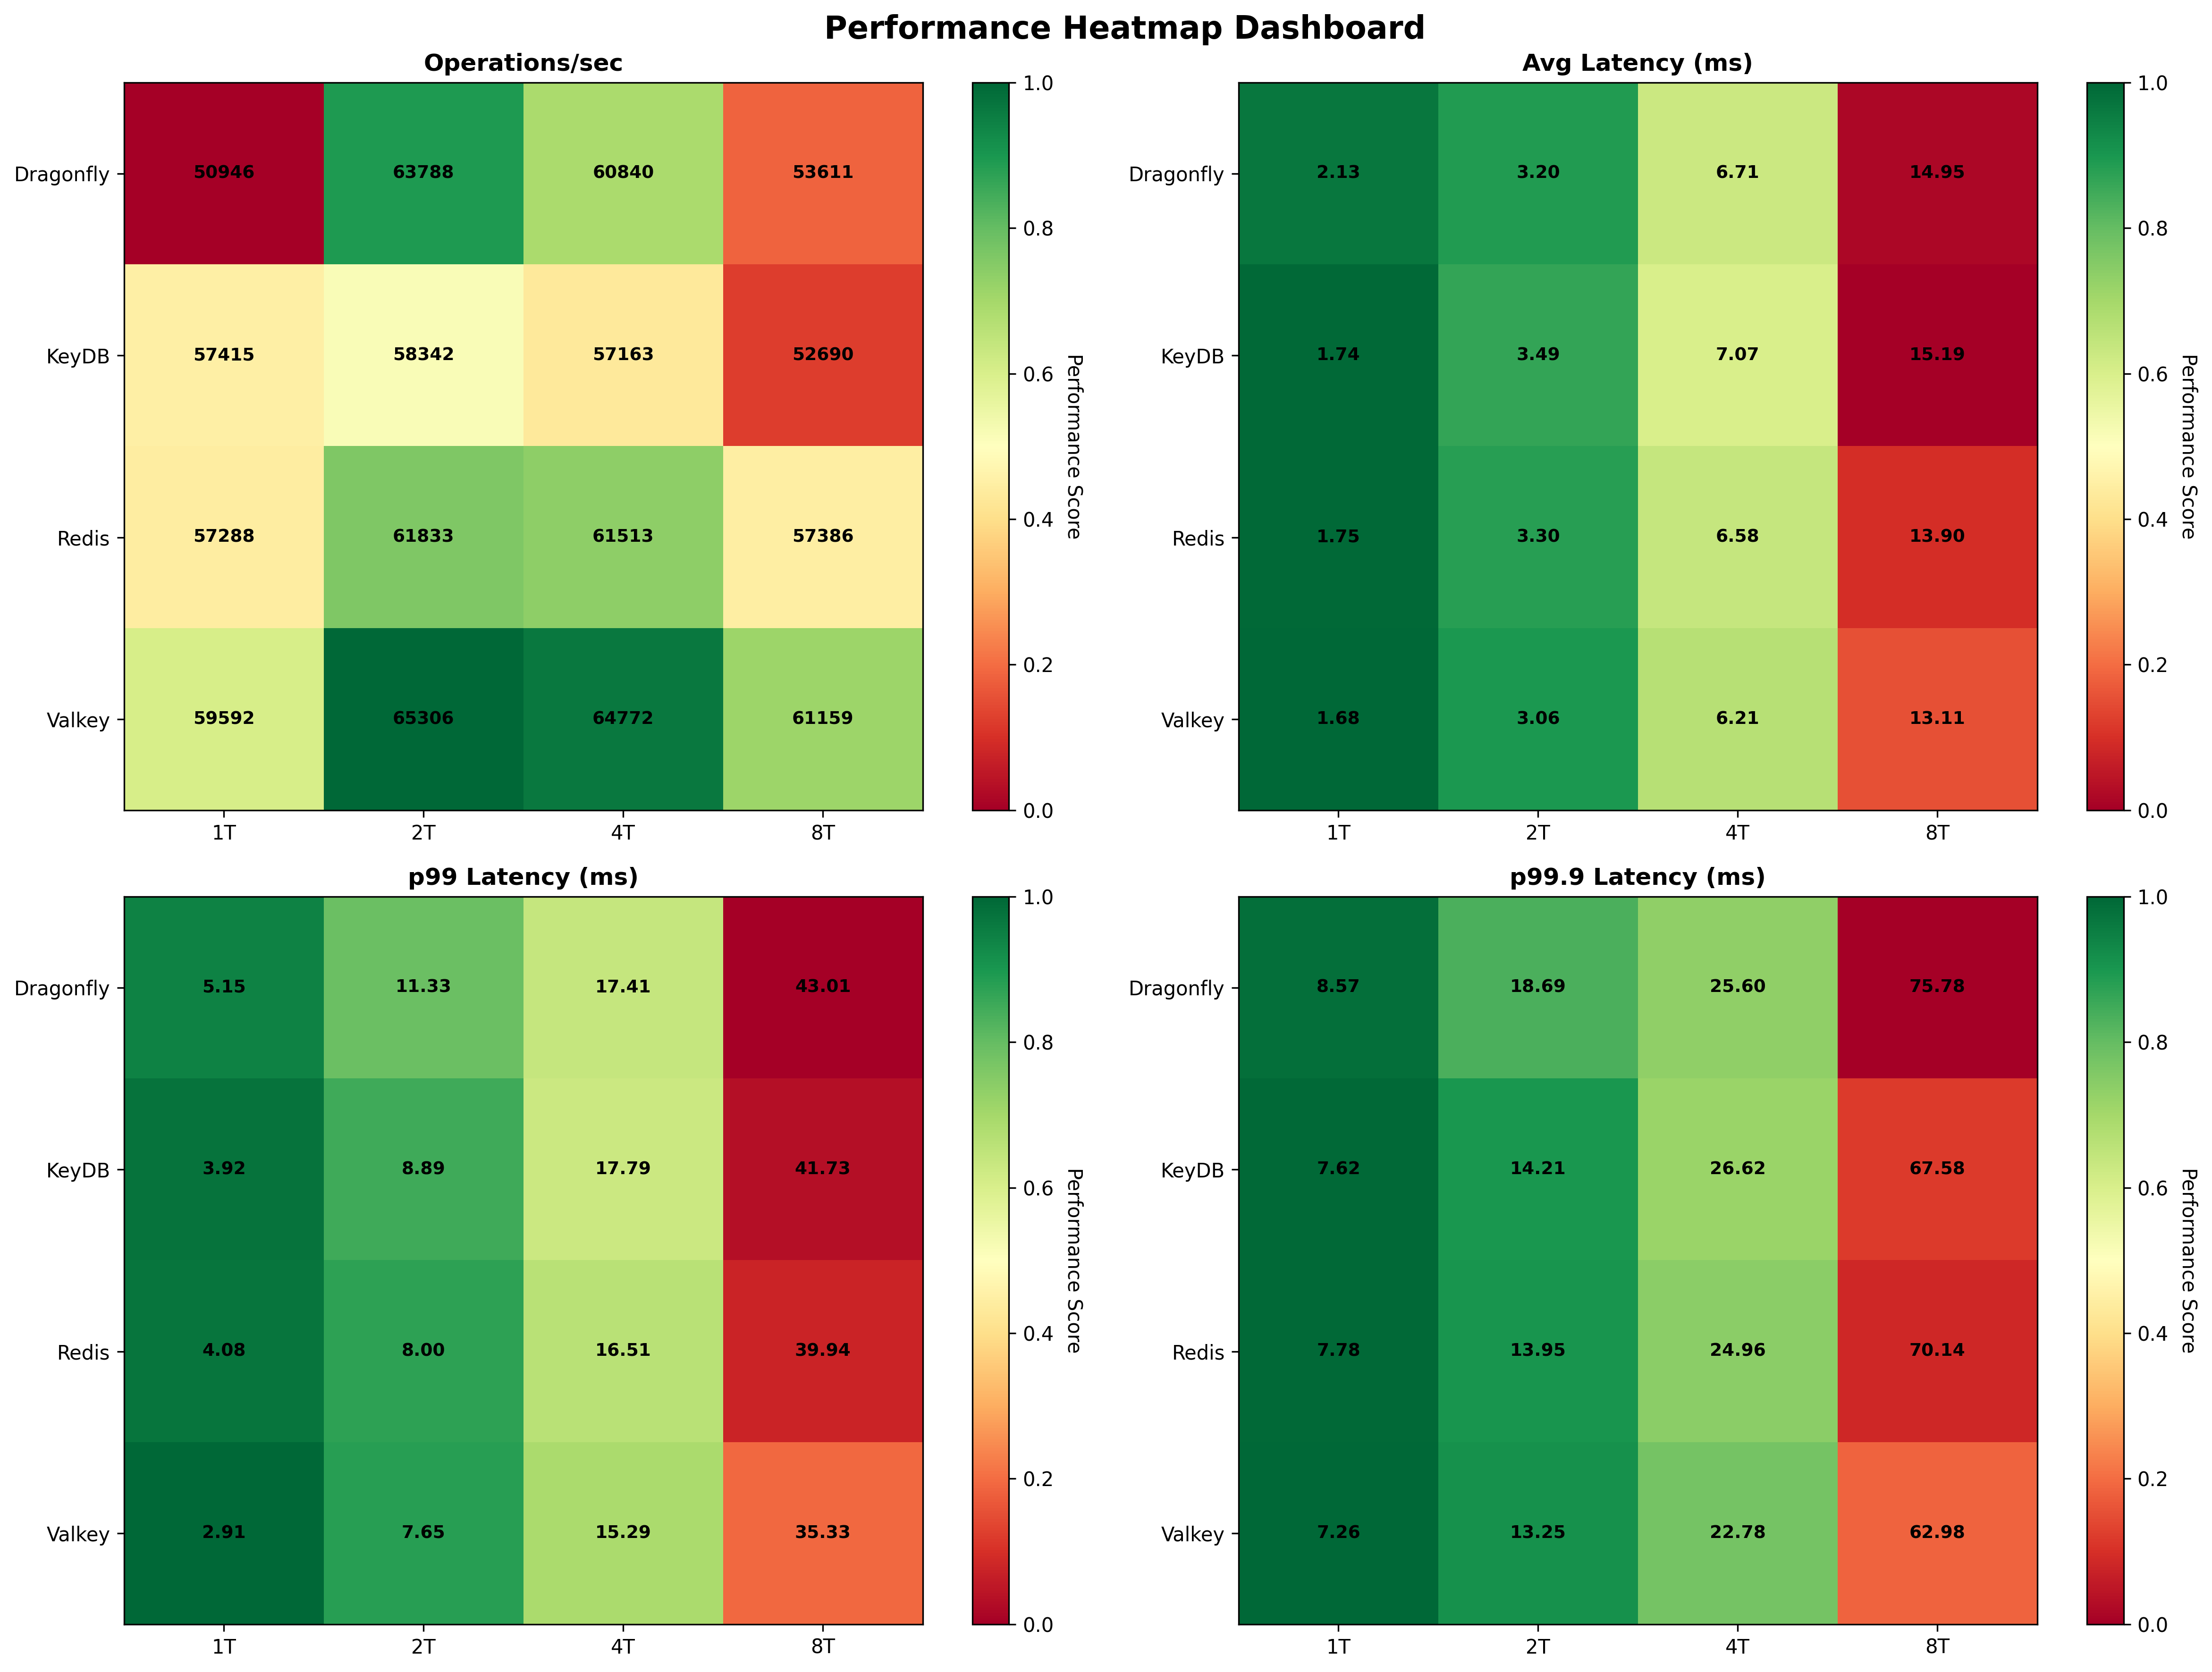 Performance Heatmap Dashboard
Operations/sec
Dragonfly 50946 63788 60840 53611
KeyDB 57415 58342 57163 52690
Redis 57288 61833 61513 57386
Valkey 59592 65306 64772 61159
1T 2T 4T 8T
1.0
0.8
0.6
0.4
0.2
0.0
Performance Score
Avg Latency (ms)
Dragonfly 2.13 3.20 6.71 14.95
KeyDB 1.74 3.49 7.07 15.19
Redis 1.75 3.30 6.58 13.90
Valkey 1.68 3.06 6.21 13.11
1T 2T 4T 8T
1.0
0.8
0.6
0.4
0.2
0.0
Performance Score
p99 Latency (ms)
Dragonfly 5.15 11.33 17.41 43.01
KeyDB 3.92 8.89 17.79 41.73
Redis 4.08 8.00 16.51 39.94
Valkey 2.91 7.65 15.29 35.33
1T 2T 4T 8T
1.0
0.8
0.6
0.4
0.2
0.0
Performance Score
p99.9 Latency (ms)
Dragonfly 8.57 18.69 25.60 75.78
KeyDB 7.62 14.21 26.62 67.58
Redis 7.78 13.95 24.96 70.14
Valkey 7.26 13.25 22.78 62.98
1T 2T 4T 8T
1.0
0.8
0.6
0.4
0.2
0.0
Performance Score